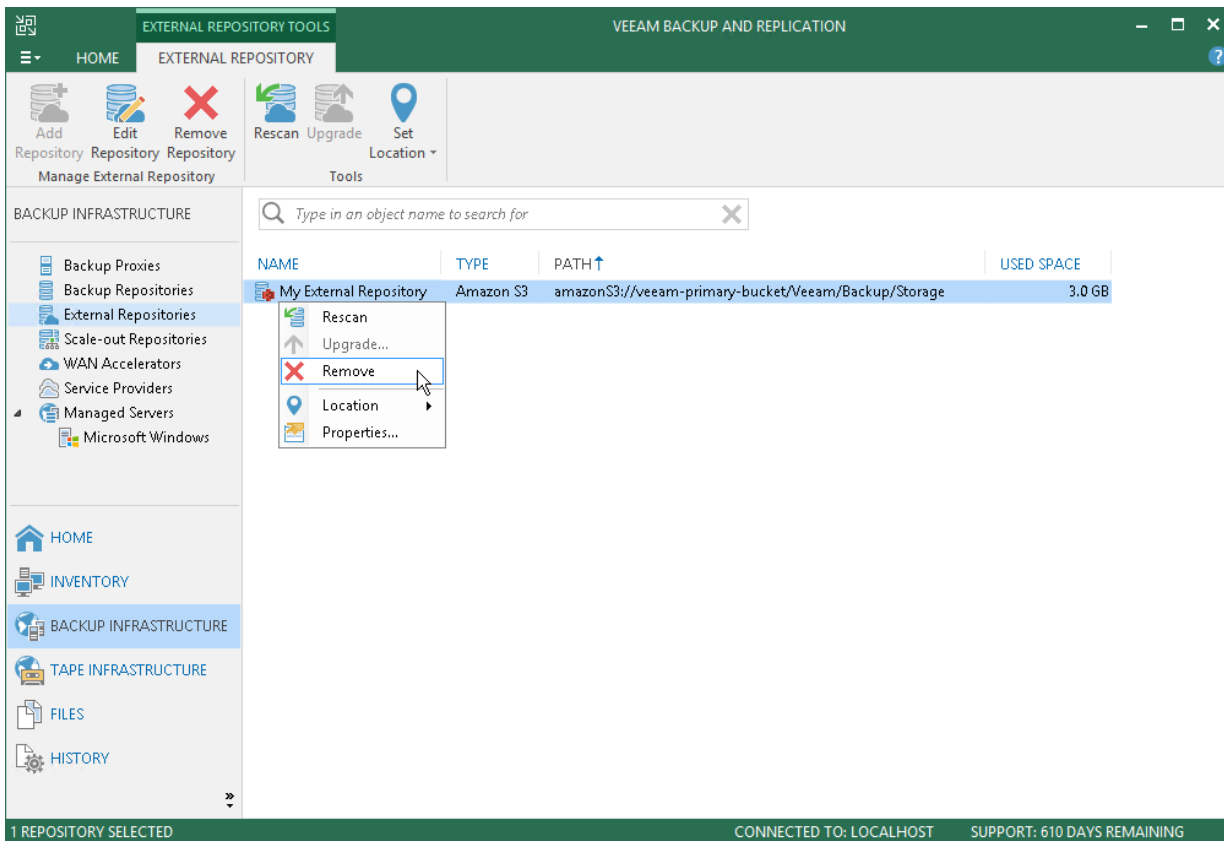 EXTERNAL REPOSITORY TOOLS
VEEAM BACKUP AND REPLICATION
HOME
EXTERNAL REPOSITORY
?
Add Repository
Edit Repository
Remove Repository
Rescan
Upgrade
Set Location
Manage External Repository
Tools
BACKUP INFRASTRUCTURE
Type in an object name to search for
Backup Proxies
Backup Repositories
External Repositories
Scale-out Repositories
WAN Accelerators
Service Providers
Managed Servers
Microsoft Windows
NAME TYPE PATH USED SPACE
My External Repository Amazon S3 amazonS3://veeam-primary-bucket/Veeam/Backup/Storage 3.0 GB
Rescan
Upgrade...
Remove
Location
Properties...
HOME
INVENTORY
BACKUP INFRASTRUCTURE
TAPE INFRASTRUCTURE
FILES
HISTORY
1 REPOSITORY SELECTED
CONNECTED TO: LOCALHOST
SUPPORT: 610 DAYS REMAINING